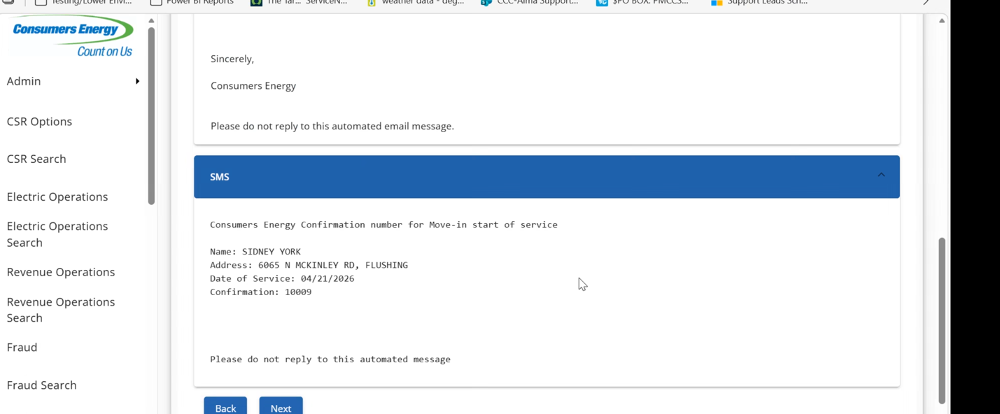 Testing/Lower Envi...
Power BI Reports
The Tar... ServiceN...
weather data - deg...
CCC-Alma Support...
$PO BOX: PMCCS...
Support Leads Sch...
Consumers Energy
Count on Us
Admin
CSR Options
CSR Search
Electric Operations
Electric Operations
Search
Revenue Operations
Revenue Operations
Search
Fraud
Fraud Search
Sincerely,
Consumers Energy
Please do not reply to this automated email message.
SMS
Consumers Energy Confirmation number for Move-in start of service
Name: SIDNEY YORK
Address: 6065 N MCKINLEY RD, FLUSHING
Date of Service: 04/21/2026
Confirmation: 10009
Please do not reply to this automated message
Back
Next